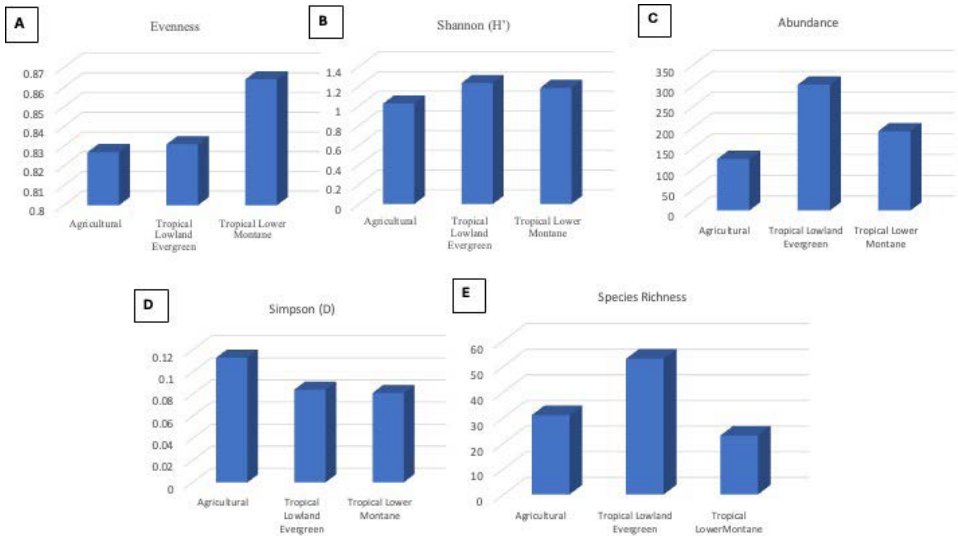 A
Evenness
0.87
0.86
0.85
0.84
0.83
0.82
0.81
0.8
Agricultural
Tropical
Lowland
Evergreen
Tropical Lower
Montane
B
Shannon (H’)
1.4
1.2
1
0.8
0.6
0.4
0.2
0
Agricultural
Tropical
Lowland
Evergreen
Tropical Lower
Montane
C
Abundance
350
300
250
200
150
100
50
0
Agricultural
Tropical Lowland
Evergreen
Tropical Lower
Montane
D
Simpson (D)
0.12
0.1
0.08
0.06
0.04
0.02
0
Agricultural
Tropical
Lowland
Evergreen
Tropical Lower
Montane
E
Species Richness
60
50
40
30
20
10
0
Agricultural
Tropical Lowland
Evergreen
Tropical
LowerMontane